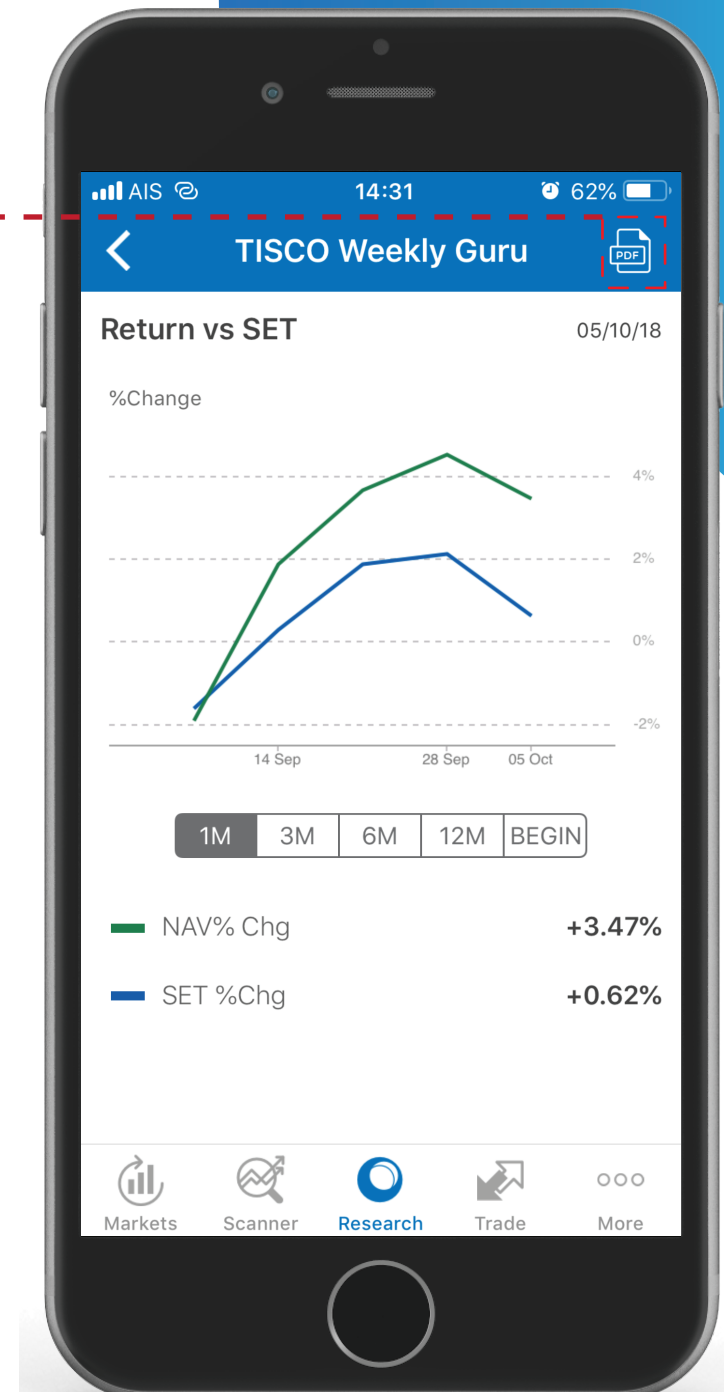 AIS 14:31 62%
TISCO Weekly Guru PDF
Return vs SET 05/10/18
%Change
4%
2%
0%
-2%
14 Sep 28 Sep 05 Oct
1M 3M 6M 12M BEGIN
NAV% Chg +3.47%
SET %Chg +0.62%
Markets Scanner Research Trade More